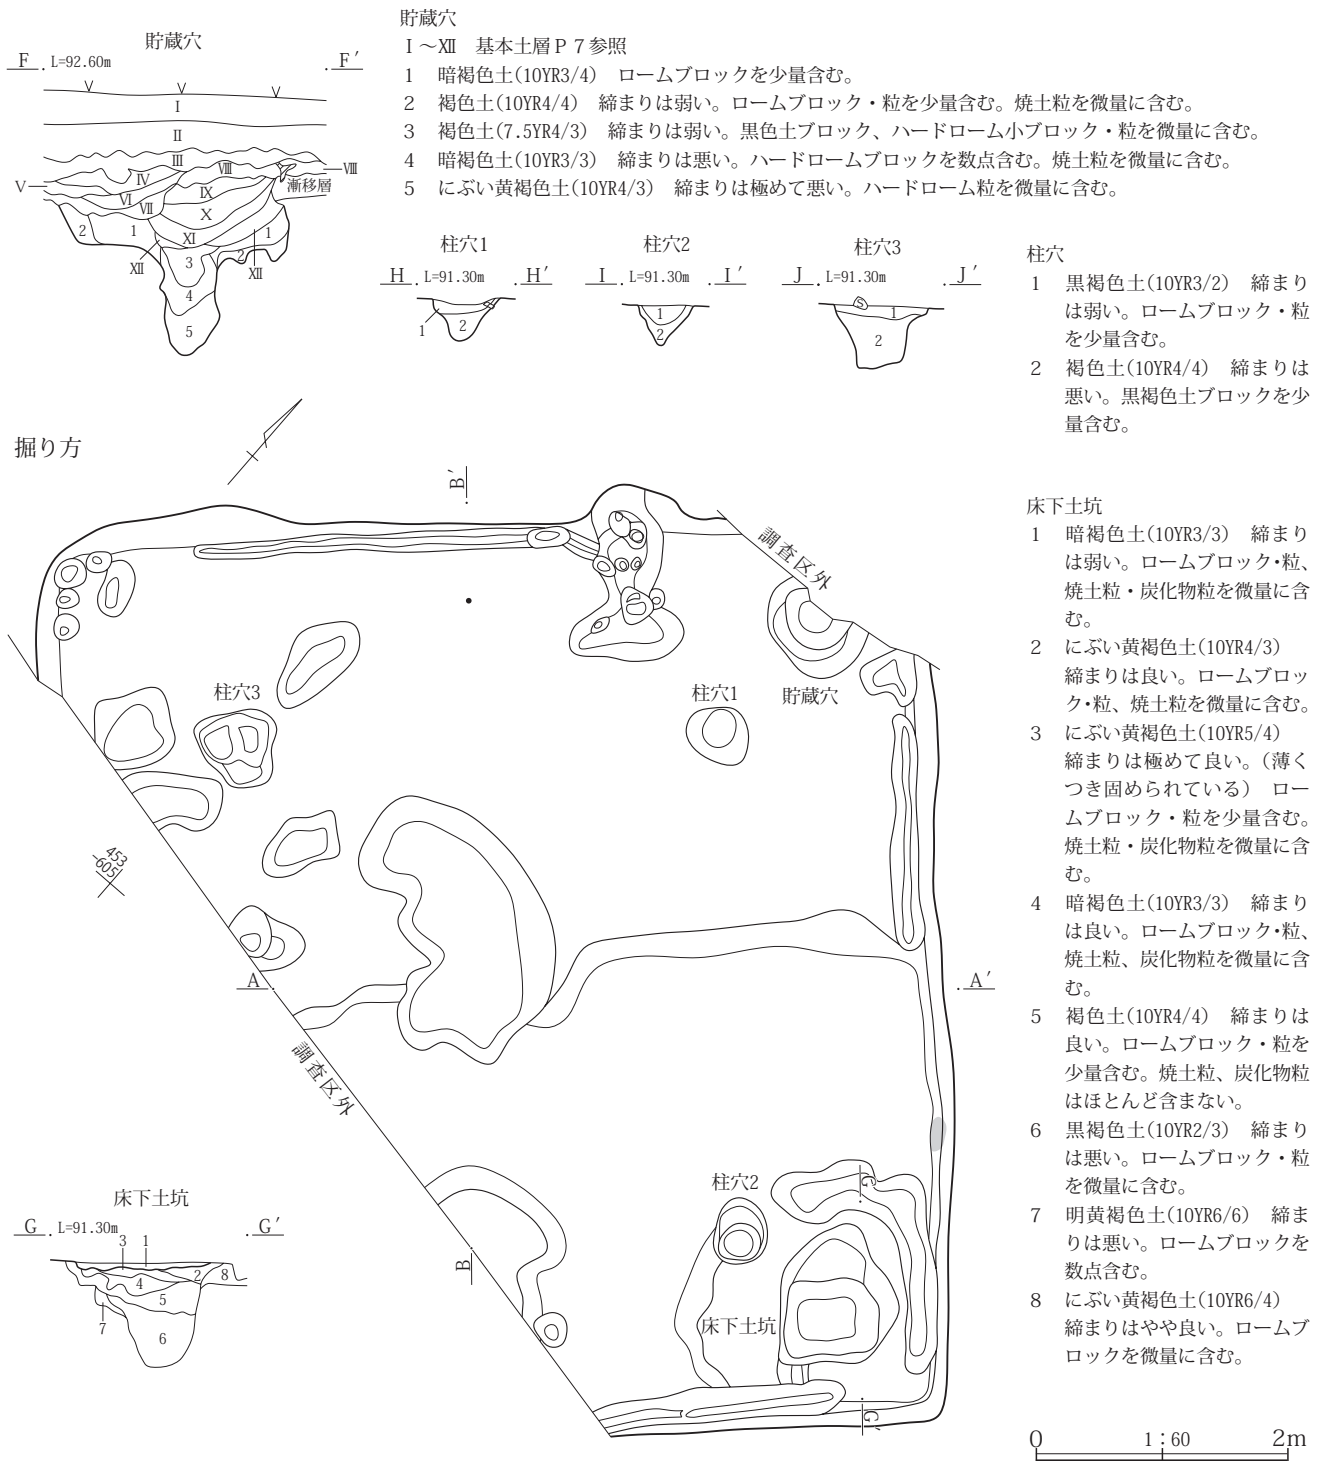 貯蔵穴
F L=92.60m F′
Ⅰ
Ⅱ
Ⅲ
Ⅷ
Ⅷ
Ⅳ
Ⅴ
漸移層
Ⅸ
Ⅵ
Ⅶ
Ⅹ
2
1
Ⅺ
1
Ⅻ
3
2
Ⅻ
4
5
貯蔵穴
Ⅰ～Ⅻ 基本土層Ｐ７参照
1 暗褐色土(10YR3/4) ロームブロックを少量含む。
2 褐色土(10YR4/4) 締まりは弱い。ロームブロック・粒を少量含む。焼土粒を微量に含む。
3 褐色土(7.5YR4/3) 締まりは弱い。黒色土ブロック、ハードローム小ブロック・粒を微量に含む。
4 暗褐色土(10YR3/3) 締まりは悪い。ハードロームブロックを数点含む。焼土粒を微量に含む。
5 にぶい黄褐色土(10YR4/3) 締まりは極めて悪い。ハードローム粒を微量に含む。
柱穴1
H L=91.30m H′
1
2
柱穴2
I L=91.30m I′
1
2
柱穴3
J L=91.30m J′
S
1
2
柱穴
1 黒褐色土(10YR3/2) 締まり
は弱い。ロームブロック・粒
を少量含む。
2 褐色土(10YR4/4) 締まりは
悪い。黒褐色土ブロックを少
量含む。
掘り方
B′
調査区外
柱穴3
柱穴1
貯蔵穴
453
-605
A
A′
調査区外
柱穴2
G
B
床下土坑
G′
床下土坑
G L=91.30m G′
3 1
2
8
4
5
7
6
床下土坑
1 暗褐色土(10YR3/3) 締まり
は弱い。ロームブロック・粒、
焼土粒・炭化物粒を微量に含
む。
2 にぶい黄褐色土(10YR4/3)
締まりは良い。ロームブロッ
ク・粒、焼土粒を微量に含む。
3 にぶい黄褐色土(10YR5/4)
締まりは極めて良い。（薄く
つき固められている） ロー
ムブロック・粒を少量含む。
焼土粒・炭化物粒を微量に含
む。
4 暗褐色土(10YR3/3) 締まり
は良い。ロームブロック・粒、
焼土粒、炭化物粒を微量に含
む。
5 褐色土(10YR4/4) 締まりは
良い。ロームブロック・粒を
少量含む。焼土粒、炭化物粒
はほとんど含まない。
6 黒褐色土(10YR2/3) 締まり
は悪い。ロームブロック・粒
を微量に含む。
7 明黄褐色土(10YR6/6) 締ま
りは悪い。ロームブロックを
数点含む。
8 にぶい黄褐色土(10YR6/4)
締まりはやや良い。ロームブ
ロックを微量に含む。
0 1：60 2m